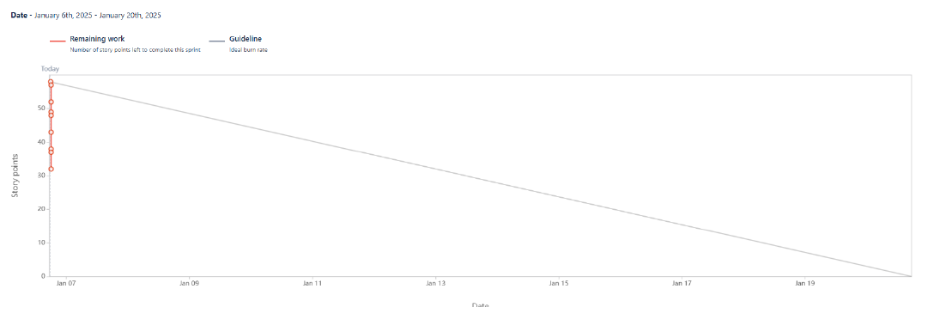 Date - January 6th, 2025 - January 20th, 2025
Remaining work
Number of story points left to complete this sprint
Guideline
Ideal burn rate
Today
Story points
50
40
30
20
10
0
Jan 07
Jan 09
Jan 11
Jan 13
Jan 15
Jan 17
Jan 19
Date